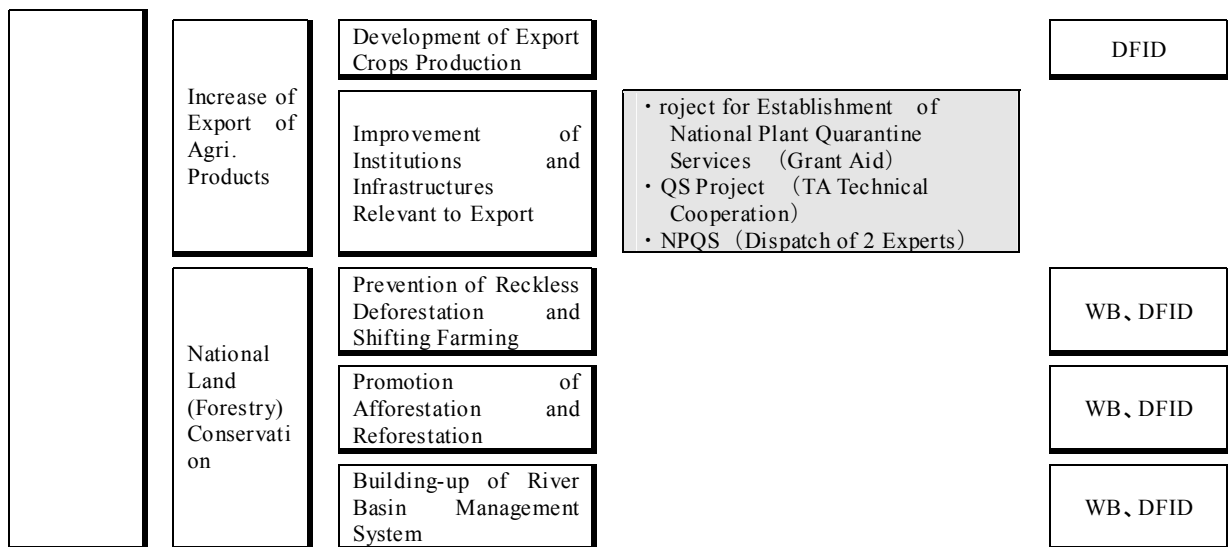 Development of Export
Crops Production
DFID
Increase of
Export of
Agri.
Products
Improvement of
Institutions and
Infrastructures
Relevant to Export
・roject for Establishment of
National Plant Quarantine
Services （Grant Aid）
・QS Project （TA Technical
Cooperation）
・NPQS（Dispatch of 2 Experts）
National
Land
(Forestry)
Conservati
on
Prevention of Reckless
Deforestation and
Shifting Farming
WB、DFID
Promotion of
Afforestation and
Reforestation
WB、DFID
Building-up of River
Basin Management
System
WB、DFID